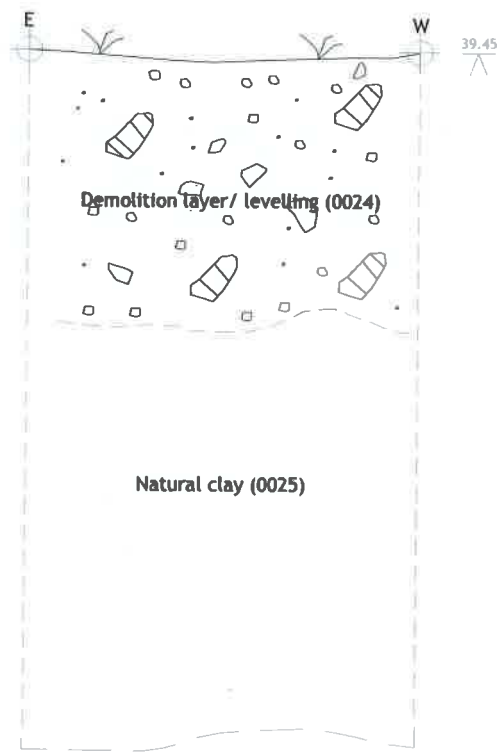 E
W
39.45
Demolition layer/ levelling (0024)
Natural clay (0025)